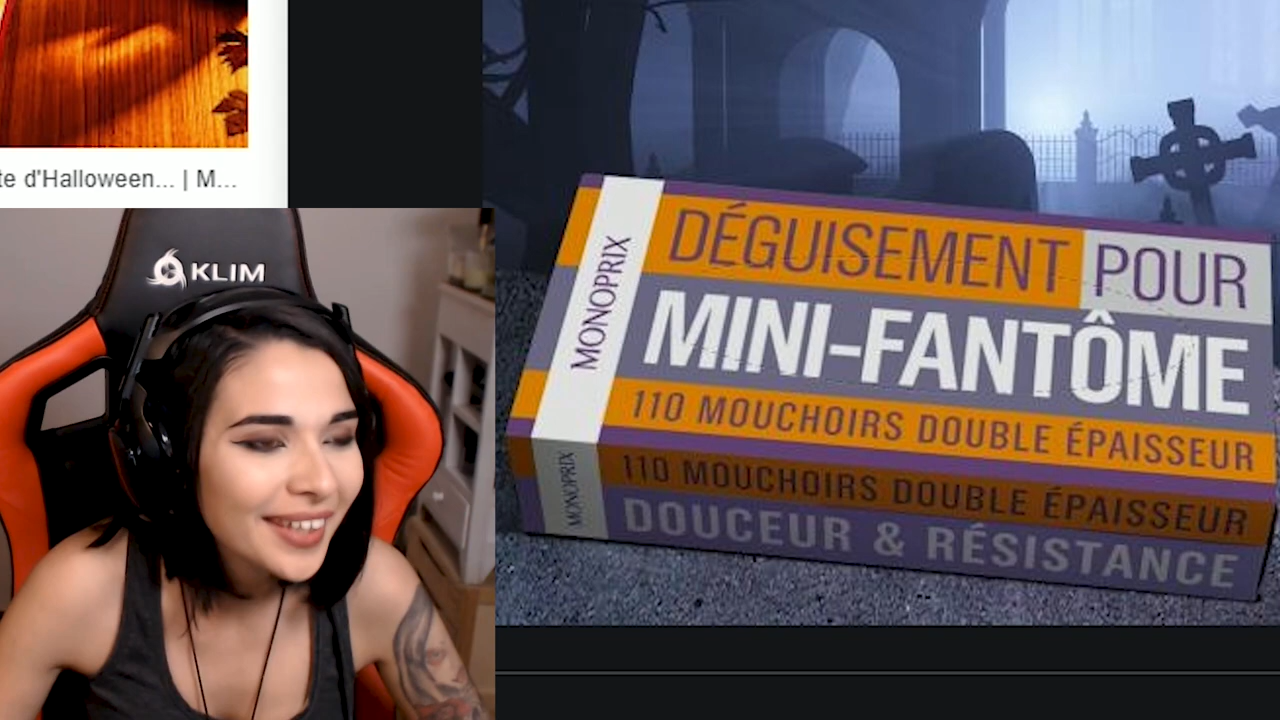 te d'Halloween... | M...
KLIM
MONOPRIX
DÉGUISEMENT POUR
MINI-FANTÔME
110 MOUCHOIRS DOUBLE ÉPAISSEUR
MONOPRIX
110 MOUCHOIRS DOUBLE ÉPAISSEUR
DOUCEUR & RÉSISTANCE